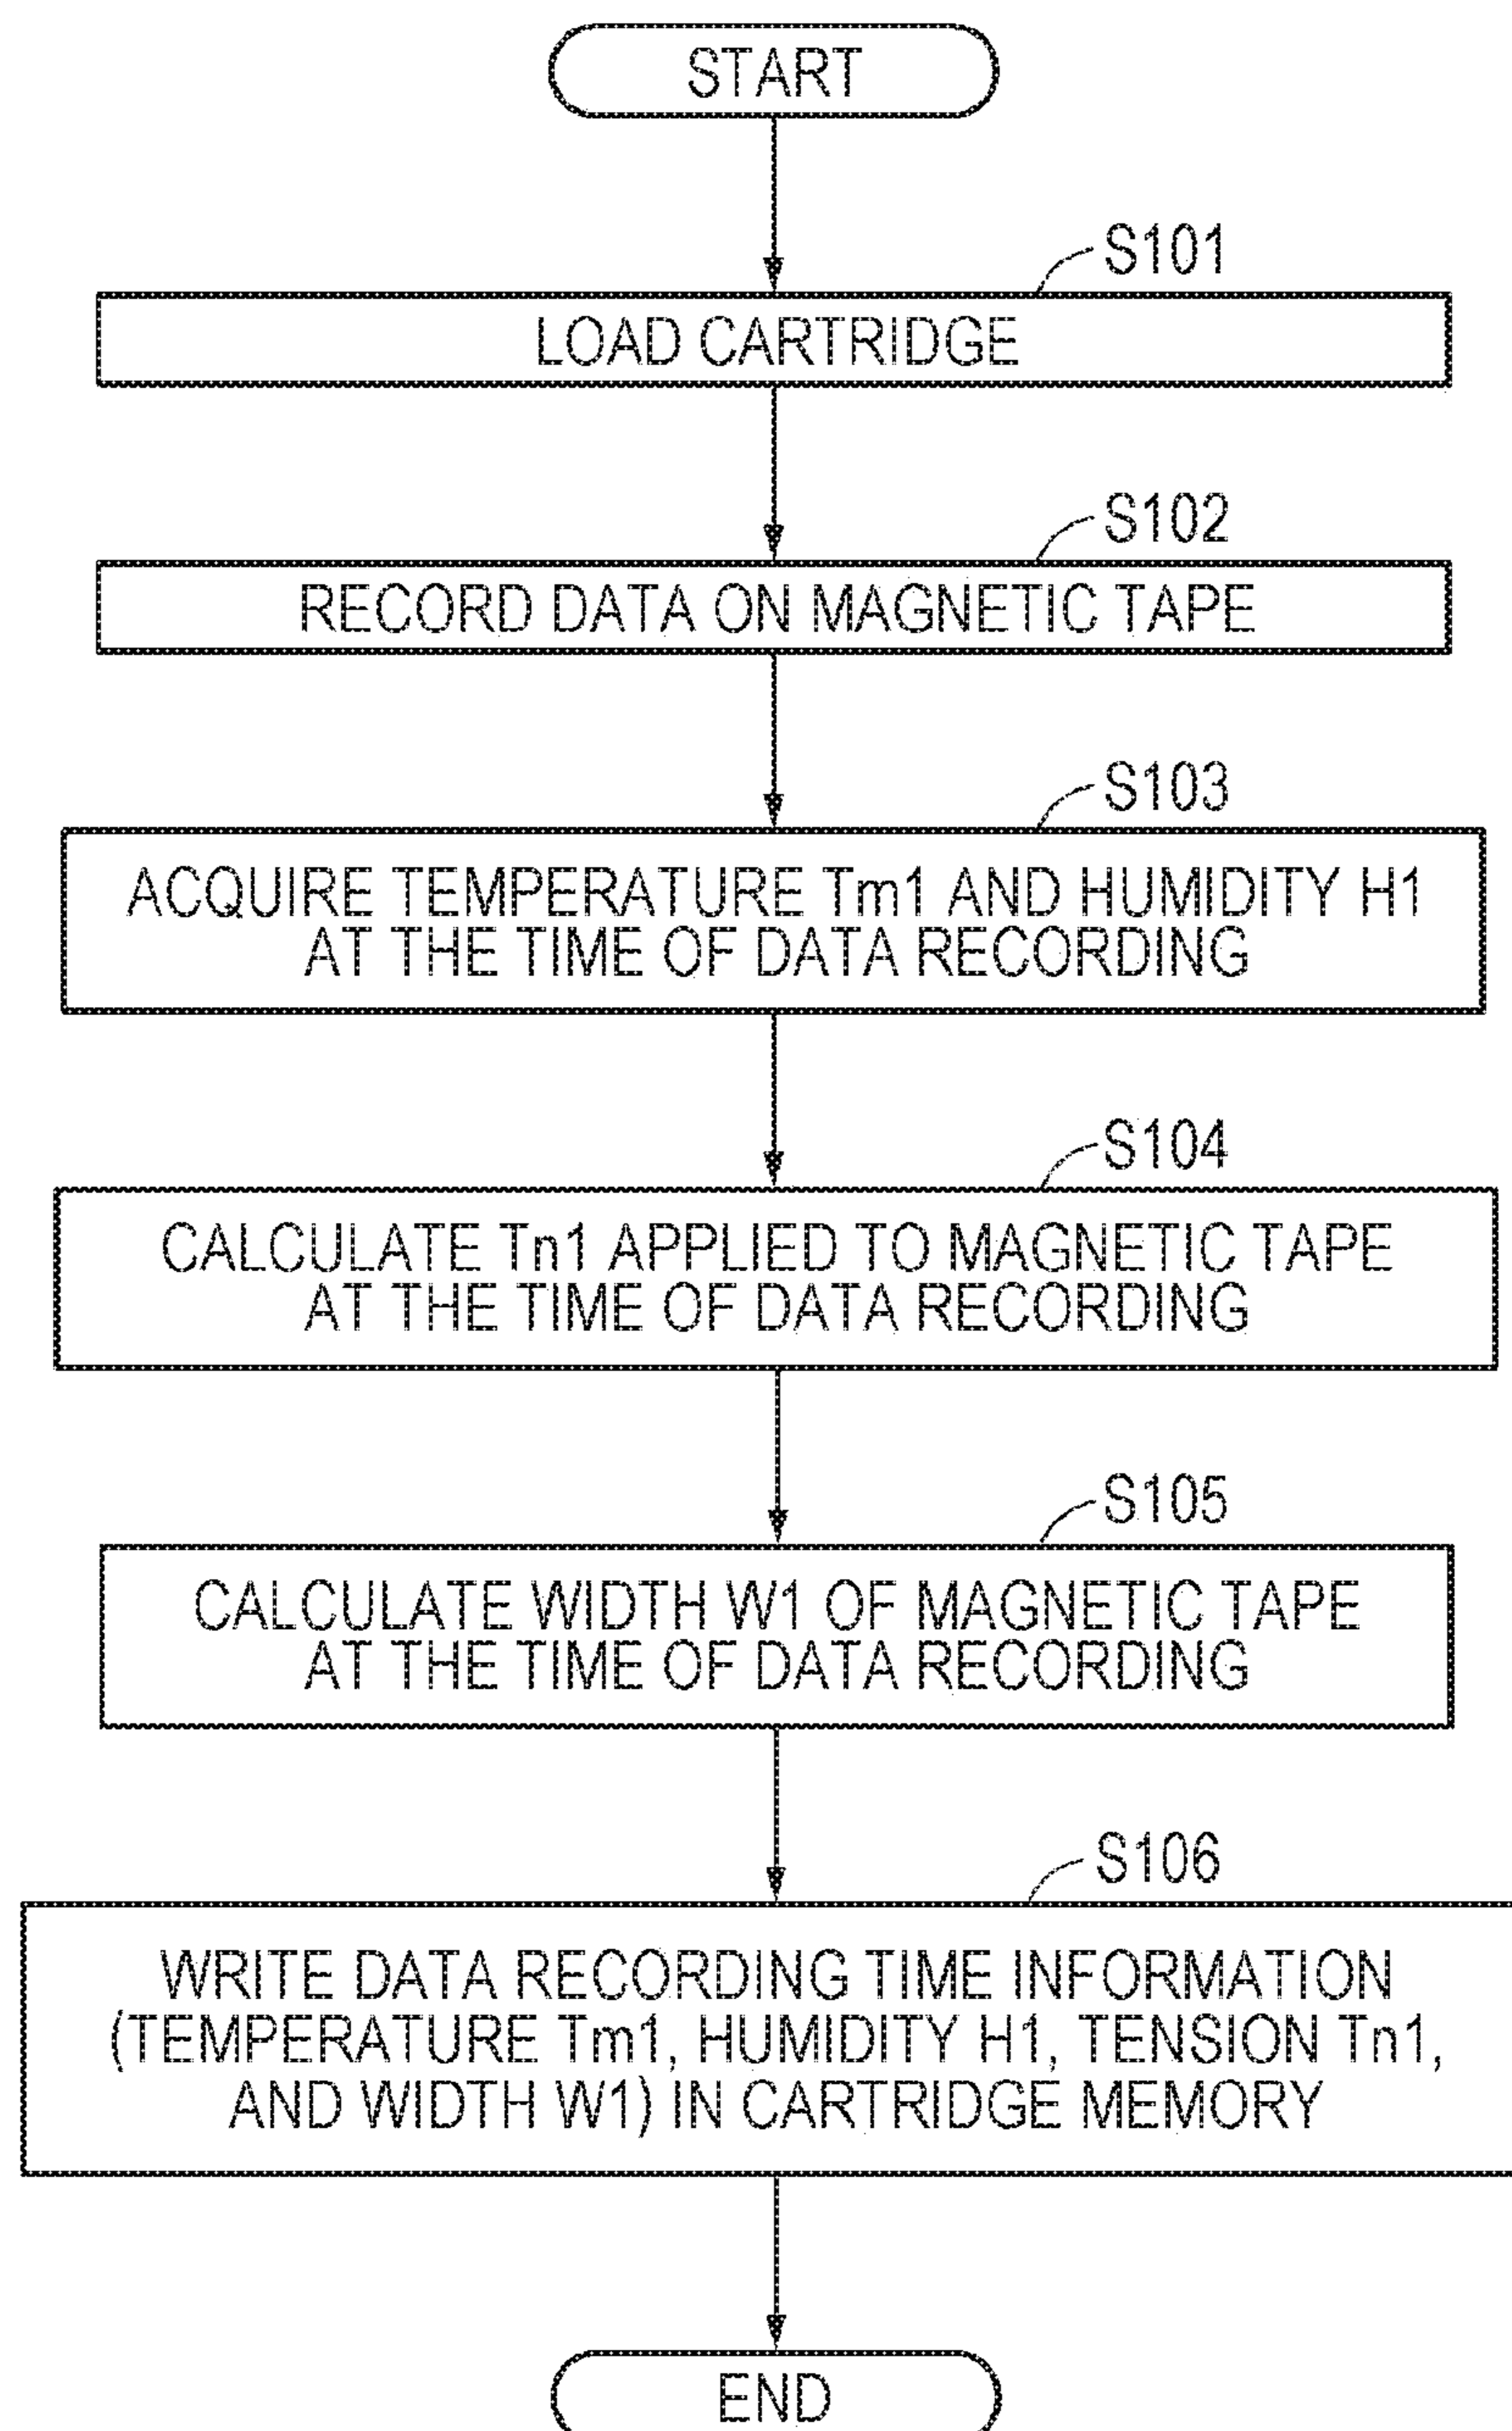 START
S101
LOAD CARTRIDGE
S102
RECORD DATA ON MAGNETIC TAPE
S103
ACQUIRE TEMPERATURE Tm1 AND HUMIDITY H1
AT THE TIME OF DATA RECORDING
S104
CALCULATE Tn1 APPLIED TO MAGNETIC TAPE
AT THE TIME OF DATA RECORDING
S105
CALCULATE WIDTH W1 OF MAGNETIC TAPE
AT THE TIME OF DATA RECORDING
S106
WRITE DATA RECORDING TIME INFORMATION
(TEMPERATURE Tm1, HUMIDITY H1, TENSION Tn1,
AND WIDTH W1) IN CARTRIDGE MEMORY
END